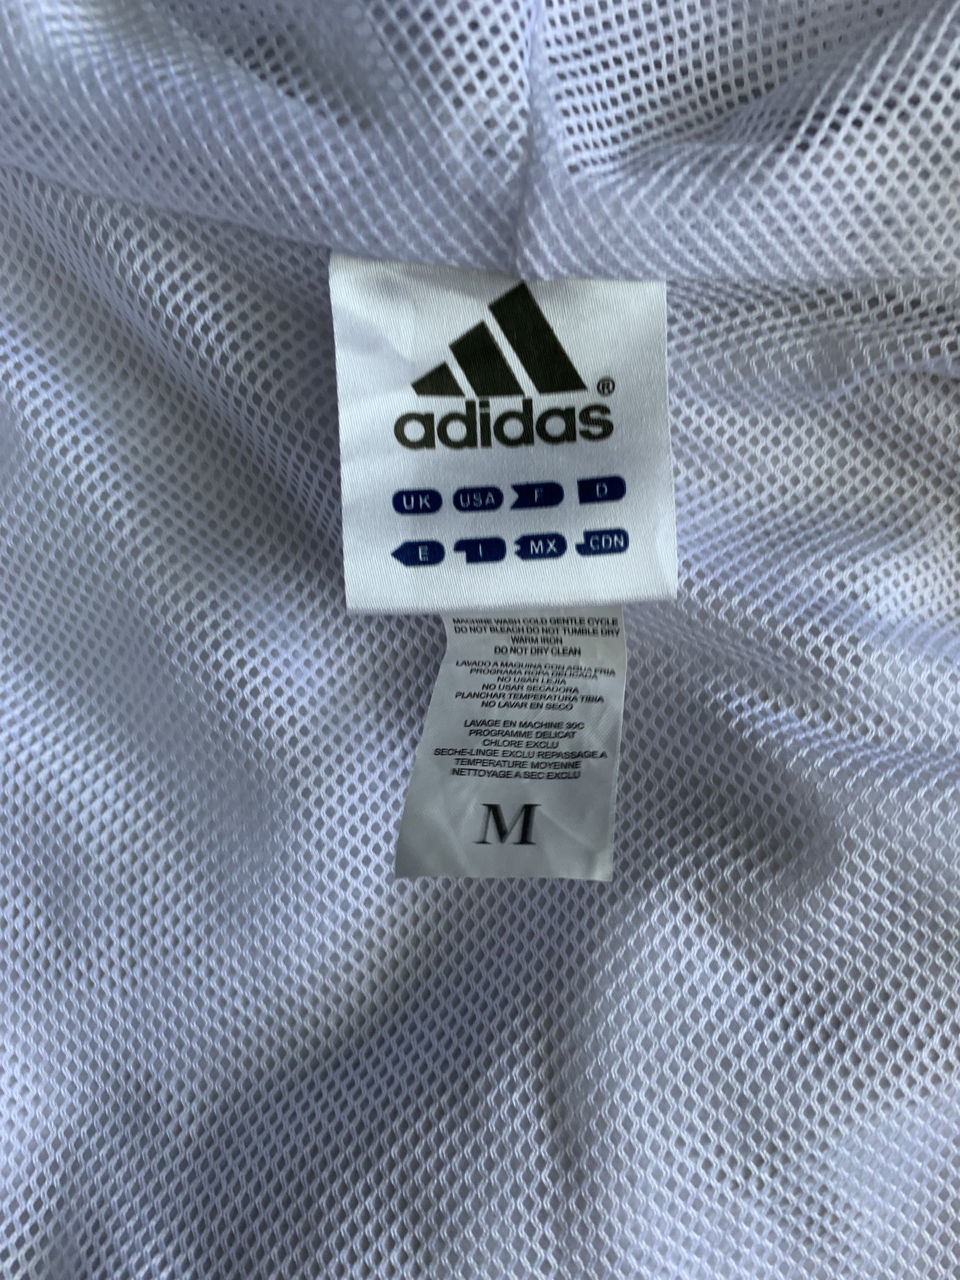 adidas®
UK USA F D
E I MX CDN
MACHINE WASH COLD GENTLE CYCLE
DO NOT BLEACH DO NOT TUMBLE DRY
WARM IRON
DO NOT DRY CLEAN
LAVADO A MAQUINA CON AGUA FRIA
PROGRAMA ROPA DELICADA
NO USAR LEJIA
NO USAR SECADORA
PLANCHAR TEMPERATURA TIBIA
NO LAVAR EN SECO
LAVAGE EN MACHINE 30C
PROGRAMME DELICAT
CHLORE EXCLU
SECHE-LINGE EXCLU REPASSAGE A
TEMPERATURE MOYENNE
NETTOYAGE A SEC EXCLU
M